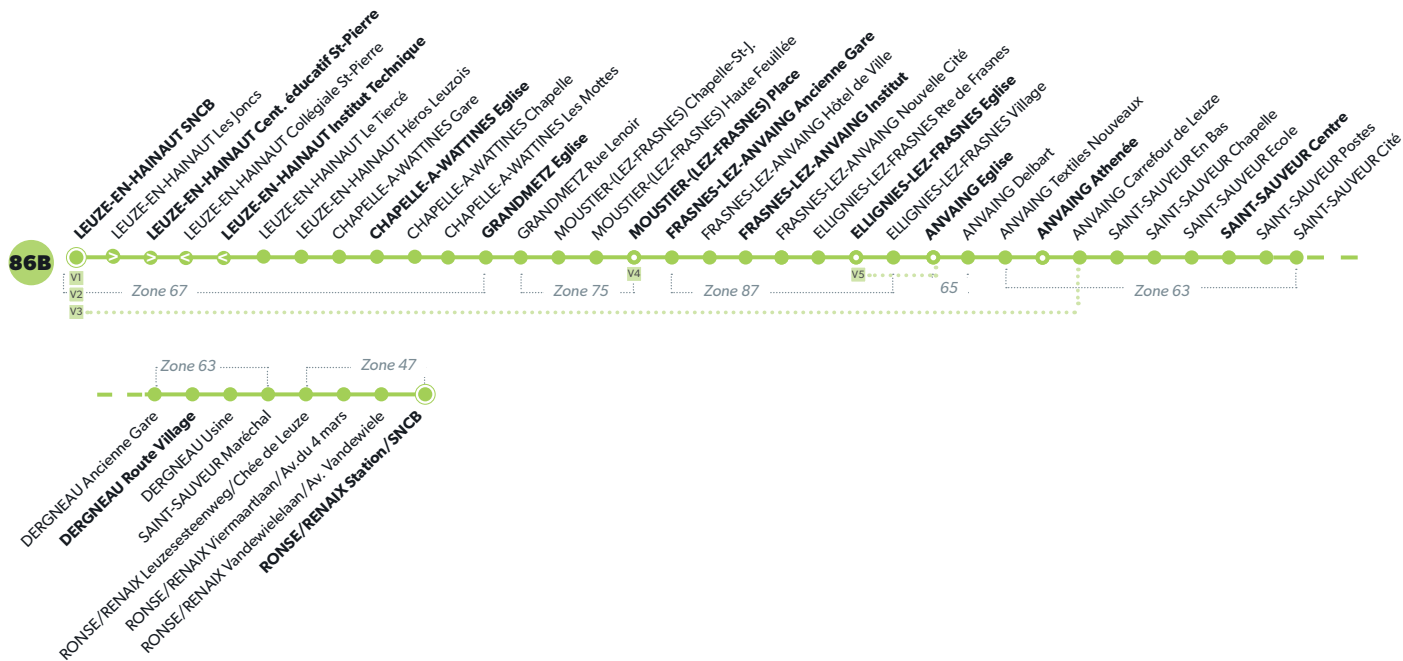 86B
LEUZE-EN-HAINAUT SNCB
LEUZE-EN-HAINAUT Les Joncs
LEUZE-EN-HAINAUT Cent. éducatif St-Pierre
LEUZE-EN-HAINAUT Collégiale St-Pierre
LEUZE-EN-HAINAUT Institut Technique
LEUZE-EN-HAINAUT Le Tiercé
LEUZE-EN-HAINAUT Héros Leuzois
CHAPELLE-A-WATTINES Gare
CHAPELLE-A-WATTINES Eglise
CHAPELLE-A-WATTINES Chapelle
CHAPELLE-A-WATTINES Les Mottes
GRANDMETZ Eglise
GRANDMETZ Rue Lenoir
MOUSTIER-(LEZ-FRASNES) Chapelle-St-J.
MOUSTIER-(LEZ-FRASNES) Haute Feuillée
MOUSTIER-(LEZ-FRASNES) Place
FRASNES-LEZ-ANVAING Ancienne Gare
FRASNES-LEZ-ANVAING Hôtel de Ville
FRASNES-LEZ-ANVAING Institut
FRASNES-LEZ-ANVAING Nouvelle Cité
ELLIGNIES-LEZ-FRASNES Rte de Frasnes
ELLIGNIES-LEZ-FRASNES Eglise
ELLIGNIES-LEZ-FRASNES Village
ANVAING Eglise
ANVAING Delbart
ANVAING Textiles Nouveaux
ANVAING Athenée
ANVAING Carrefour de Leuze
SAINT-SAUVEUR En Bas
SAINT-SAUVEUR Chapelle
SAINT-SAUVEUR Ecole
SAINT-SAUVEUR Centre
SAINT-SAUVEUR Postes
SAINT-SAUVEUR Cité
V1
V2
V3
V4
V5
Zone 67
Zone 75
Zone 87
65
Zone 63
Zone 63
Zone 47
DERGNEAU Ancienne Gare
DERGNEAU Route Village
DERGNEAU Usine
SAINT-SAUVEUR Maréchal
RONSE/RENAIX Leuzesesteenweg/Chée de Leuze
RONSE/RENAIX Viermaartlaan/Av.du 4 mars
RONSE/RENAIX Vandewielelaan/Av. Vandewiele
RONSE/RENAIX Station/SNCB